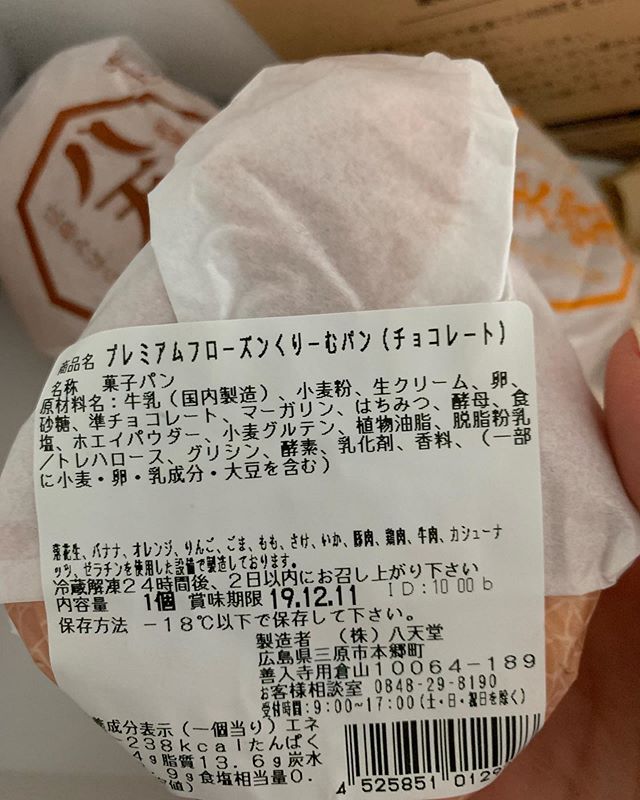 八天堂
商品名 プレミアムフローズンくりーむパン(チョコレート)
名称 菓子パン
原材料名:牛乳(国内製造)、小麦粉、生クリーム、卵、
砂糖、準チョコレート、マーガリン、はちみつ、酵母、食
塩、ホエイパウダー、小麦グルテン、植物油脂、脱脂粉乳
/トレハロース、グリシン、酵素、乳化剤、香料、(一部
に小麦・卵・乳成分・大豆を含む)
落花生、バナナ、オレンジ、りんご、ごま、もも、さけ、いか、豚肉、鶏肉、牛肉、カシューナ
ッツ、ゼラチンを使用した設備で製造しております。
冷蔵解凍24時間後、2日以内にお召し上がり下さい
内容量 1個 賞味期限 19.12.11 ID:1000b
保存方法 -18℃以下で保存して下さい。
製造者 (株)八天堂
広島県三原市本郷町
善入寺用倉山10064-189
お客様相談室 0848-29-8190
受付時間:9:00~17:00(土・日・祝日を除く)
成分表示(一個当り)エネ
238kcalたんぱく
4g脂質13.6g炭水
9g食塩相当量0.
値)
4 525851 012